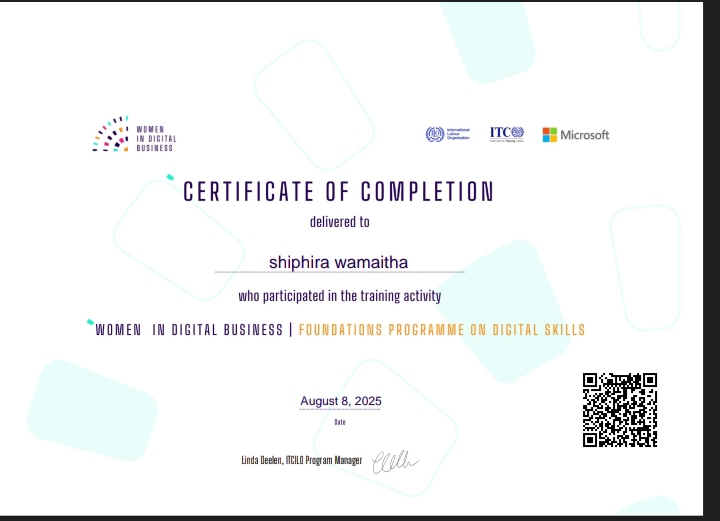 WOMEN
IN DIGITAL
BUSINESS
International
Labour
Organization
ITC
International Training Centre
Microsoft
CERTIFICATE OF COMPLETION
delivered to
shiphira wamaitha
who participated in the training activity
WOMEN IN DIGITAL BUSINESS | FOUNDATIONS PROGRAMME ON DIGITAL SKILLS
August 8, 2025
Date
Linda Deelen, ITCILO Program Manager